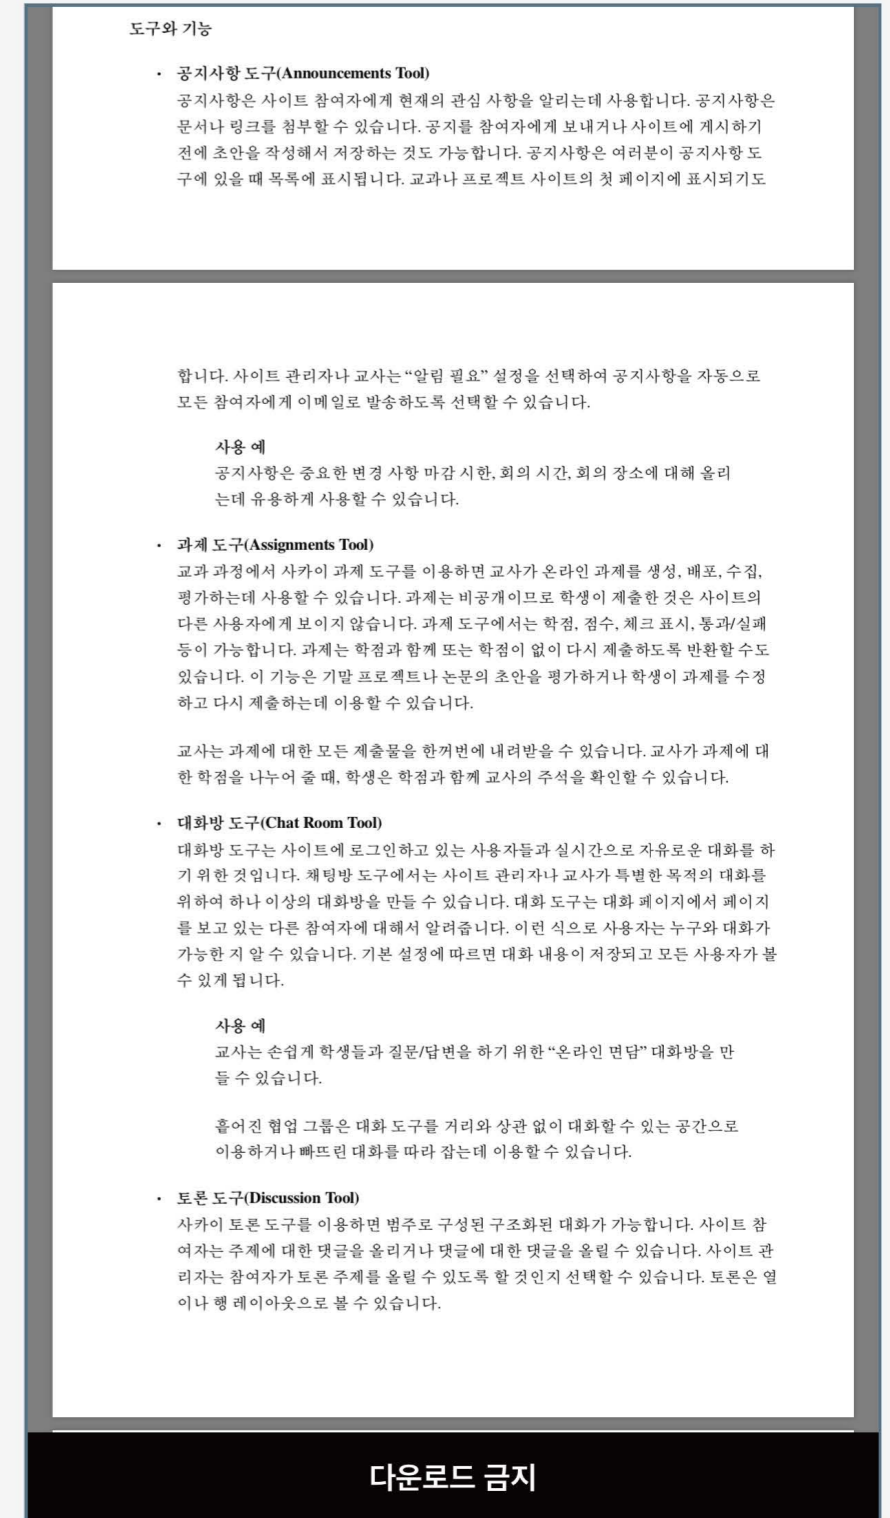 도구와 기능
• 공지사항 도구(Announcements Tool)
공지사항은 사이트 참여자에게 현재의 관심 사항을 알리는데 사용합니다. 공지사항은
문서나 링크를 첨부할 수 있습니다. 공지를 참여자에게 보내거나 사이트에 게시하기
전에 초안을 작성해서 저장하는 것도 가능합니다. 공지사항은 여러분이 공지사항 도
구에 있을 때 목록에 표시됩니다. 교과나 프로젝트 사이트의 첫 페이지에 표시되기도
합니다. 사이트 관리자나 교사는 “알림 필요” 설정을 선택하여 공지사항을 자동으로
모든 참여자에게 이메일로 발송하도록 선택할 수 있습니다.
사용 예
공지사항은 중요한 변경 사항 마감 시한, 회의 시간, 회의 장소에 대해 올리
는데 유용하게 사용할 수 있습니다.
• 과제 도구(Assignments Tool)
교과 과정에서 사카이 과제 도구를 이용하면 교사가 온라인 과제를 생성, 배포, 수집,
평가하는데 사용할 수 있습니다. 과제는 비공개이므로 학생이 제출한 것은 사이트의
다른 사용자에게 보이지 않습니다. 과제 도구에서는 학점, 점수, 체크 표시, 통과/실패
등이 가능합니다. 과제는 학점과 함께 또는 학점이 없이 다시 제출하도록 반환할 수도
있습니다. 이 기능은 기말 프로젝트나 논문의 초안을 평가하거나 학생이 과제를 수정
하고 다시 제출하는데 이용할 수 있습니다.
교사는 과제에 대한 모든 제출물을 한꺼번에 내려받을 수 있습니다. 교사가 과제에 대
한 학점을 나누어 줄 때, 학생은 학점과 함께 교사의 주석을 확인할 수 있습니다.
• 대화방 도구(Chat Room Tool)
대화방 도구는 사이트에 로그인하고 있는 사용자들과 실시간으로 자유로운 대화를 하
기 위한 것입니다. 채팅방 도구에서는 사이트 관리자나 교사가 특별한 목적의 대화를
위하여 하나 이상의 대화방을 만들 수 있습니다. 대화 도구는 대화 페이지에서 페이지
를 보고 있는 다른 참여자에 대해서 알려줍니다. 이런 식으로 사용자는 누구와 대화가
가능한 지 알 수 있습니다. 기본 설정에 따르면 대화 내용이 저장되고 모든 사용자가 볼
수 있게 됩니다.
사용 예
교사는 손쉽게 학생들과 질문/답변을 하기 위한 “온라인 면담” 대화방을 만
들 수 있습니다.
흩어진 협업 그룹은 대화 도구를 거리와 상관 없이 대화할 수 있는 공간으로
이용하거나 빠뜨린 대화를 따라 잡는데 이용할 수 있습니다.
• 토론 도구(Discussion Tool)
사카이 토론 도구를 이용하면 범주로 구성된 구조화된 대화가 가능합니다. 사이트 참
여자는 주제에 대한 댓글을 올리거나 댓글에 대한 댓글을 올릴 수 있습니다. 사이트 관
리자는 참여자가 토론 주제를 올릴 수 있도록 할 것인지 선택할 수 있습니다. 토론은 열
이나 행 레이아웃으로 볼 수 있습니다.
다운로드 금지